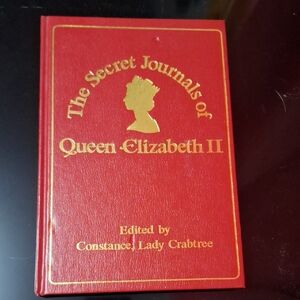 The Secret Journals of
Queen Elizabeth II
Edited by
Constance, Lady Crabtree